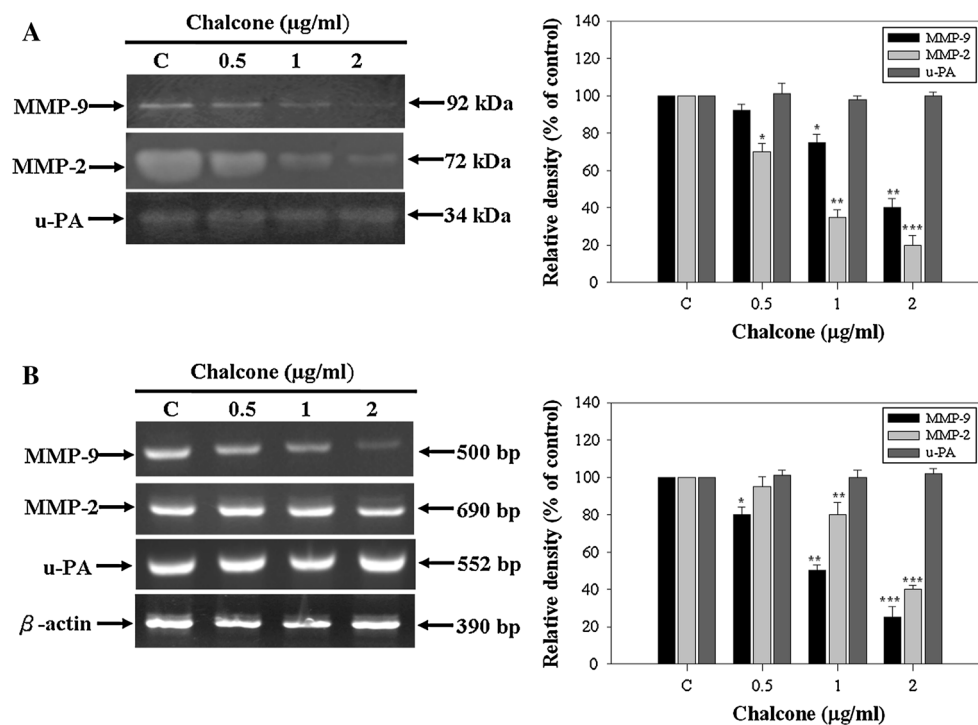 A
Chalcone (μg/ml)
C 0.5 1 2
MMP-9 92 kDa
MMP-2 72 kDa
u-PA 34 kDa
Relative density (% of control)
140
120
100
80
60
40
20
0
MMP-9
MMP-2
u-PA
* * ** ** ***
C 0.5 1 2
Chalcone (μg/ml)
B
Chalcone (μg/ml)
C 0.5 1 2
MMP-9 500 bp
MMP-2 690 bp
u-PA 552 bp
β-actin 390 bp
Relative density (% of control)
140
120
100
80
60
40
20
0
MMP-9
MMP-2
u-PA
* ** ** *** ***
C 0.5 1 2
Chalcone (μg/ml)